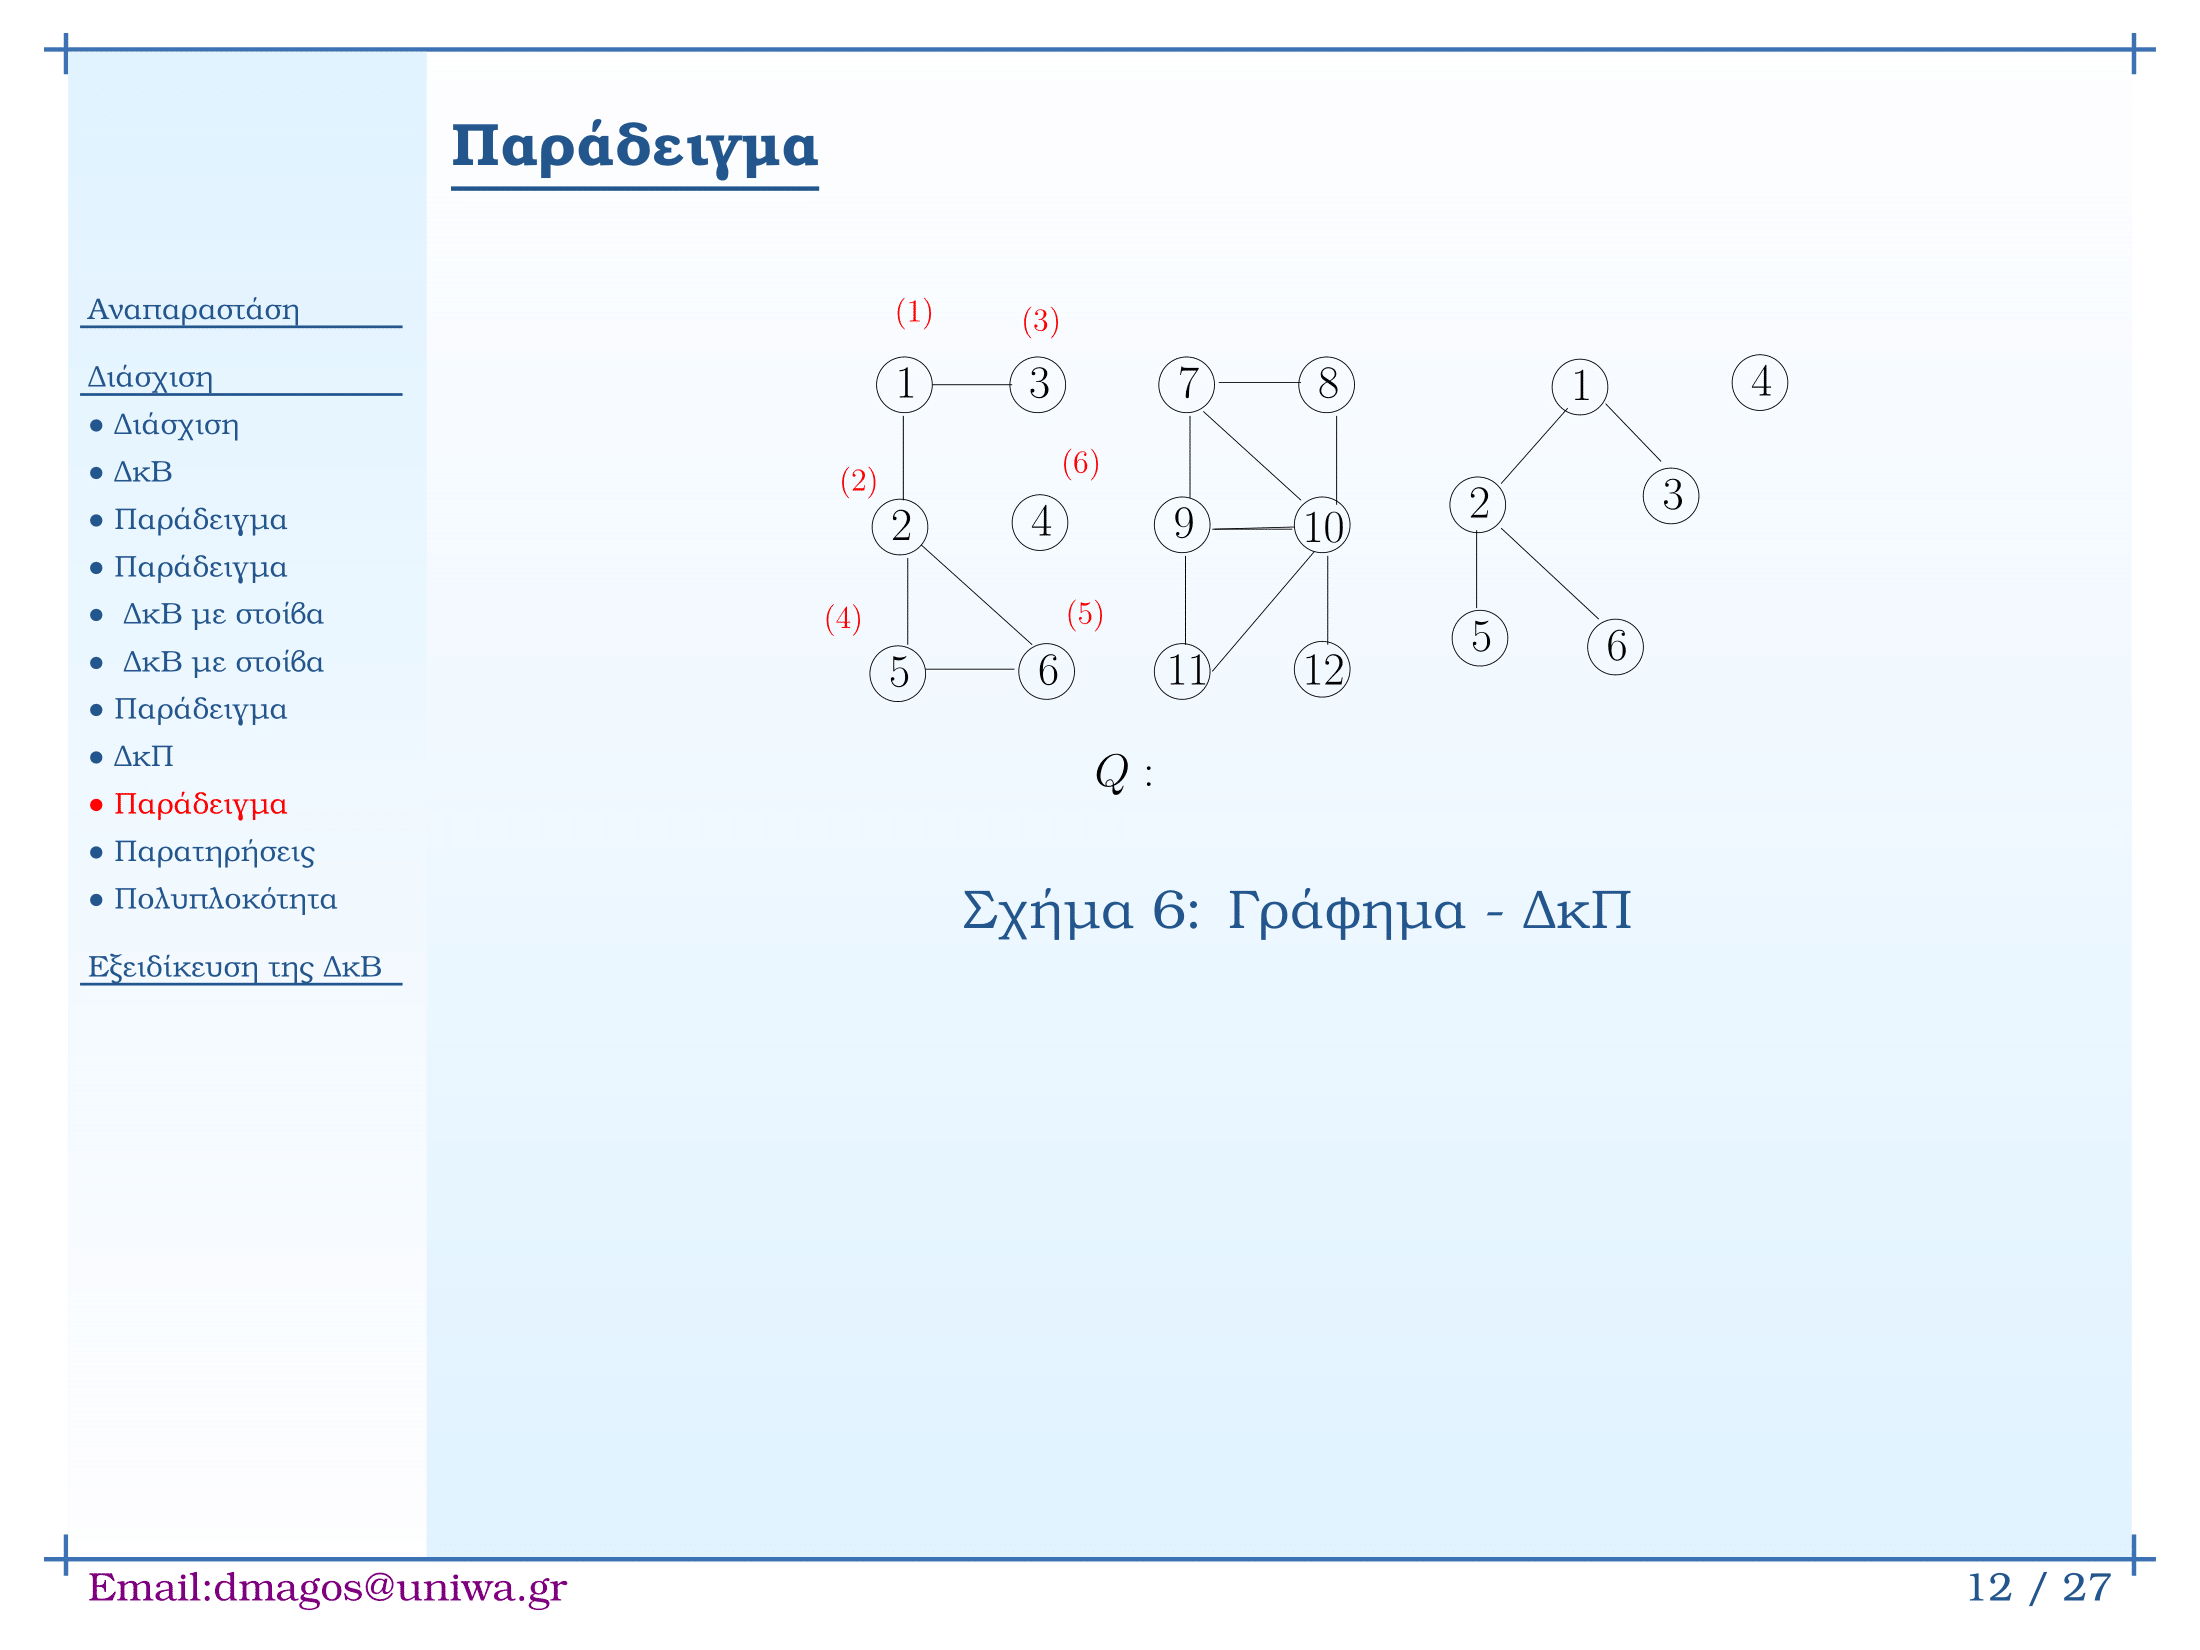 Παράδειγμα
Αναπαραστάση
Διάσχιση
• Διάσχιση
• ΔκΒ
• Παράδειγμα
• Παράδειγμα
• ΔκΒ με στοίβα
• ΔκΒ με στοίβα
• Παράδειγμα
• ΔκΠ
• Παράδειγμα
• Παρατηρήσεις
• Πολυπλοκότητα
Εξειδίκευση της ΔκΒ
(1) (3)
1 3 7 8 1 4
(2) (6)
2 4 9 10 2 3
(4) (5)
5 6 11 12 5 6
Q :
Σχήμα 6: Γράφημα - ΔκΠ
Email:dmagos@uniwa.gr
12 / 27